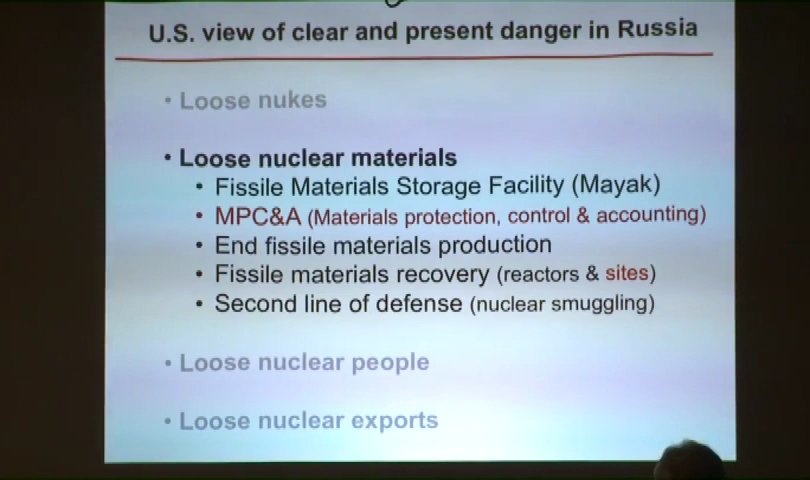 U.S. view of clear and present danger in Russia
• Loose nukes
• Loose nuclear materials
• Fissile Materials Storage Facility (Mayak)
• MPC&A (Materials protection, control & accounting)
• End fissile materials production
• Fissile materials recovery (reactors & sites)
• Second line of defense (nuclear smuggling)
• Loose nuclear people
• Loose nuclear exports